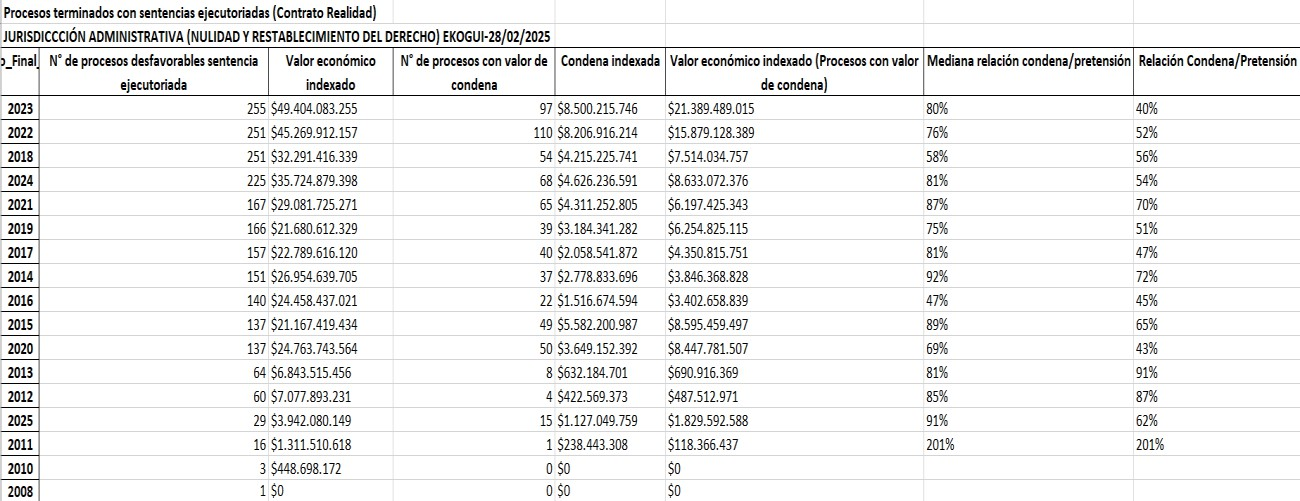 Procesos terminados con sentencias ejecutoriadas (Contrato Realidad)
JURISDICCCIÓN ADMINISTRATIVA (NULIDAD Y RESTABLECIMIENTO DEL DERECHO) EKOGUI-28/02/2025
o_Final_ N° de procesos desfavorables sentencia ejecutoriada Valor económico indexado N° de procesos con valor de condena Condena indexada Valor económico indexado (Procesos con valor de condena) Mediana relación condena/pretensión Relación Condena/Pretensión
2023 255 $49.404.083.255 97 $8.500.215.746 $21.389.489.015 80% 40%
2022 251 $45.269.912.157 110 $8.206.916.214 $15.879.128.389 76% 52%
2018 251 $32.291.416.339 54 $4.215.225.741 $7.514.034.757 58% 56%
2024 225 $35.724.879.398 68 $4.626.236.591 $8.633.072.376 81% 54%
2021 167 $29.081.725.271 65 $4.311.252.805 $6.197.425.343 87% 70%
2019 166 $21.680.612.329 39 $3.184.341.282 $6.254.825.115 75% 51%
2017 157 $22.789.616.120 40 $2.058.541.872 $4.350.815.751 81% 47%
2014 151 $26.954.639.705 37 $2.778.833.696 $3.846.368.828 92% 72%
2016 140 $24.458.437.021 22 $1.516.674.594 $3.402.658.839 47% 45%
2015 137 $21.167.419.434 49 $5.582.200.987 $8.595.459.497 89% 65%
2020 137 $24.763.743.564 50 $3.649.152.392 $8.447.781.507 69% 43%
2013 64 $6.843.515.456 8 $632.184.701 $690.916.369 81% 91%
2012 60 $7.077.893.231 4 $422.569.373 $487.512.971 85% 87%
2025 29 $3.942.080.149 15 $1.127.049.759 $1.829.592.588 91% 62%
2011 16 $1.311.510.618 1 $238.443.308 $118.366.437 201% 201%
2010 3 $448.698.172 0 $0 $0
2008 1 $0 0 $0 $0